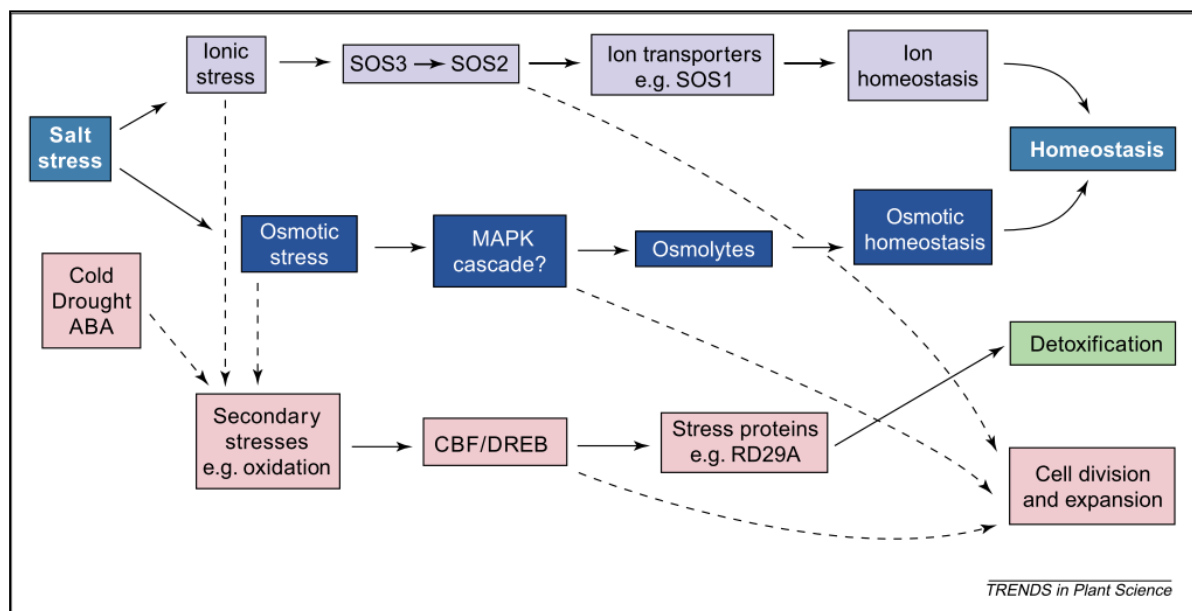 Ionic
stress
SOS3 → SOS2
Ion transporters
e.g. SOS1
Ion
homeostasis
Salt
stress
Homeostasis
Osmotic
stress
MAPK
cascade?
Osmolytes
Osmotic
homeostasis
Cold
Drought
ABA
Detoxification
Secondary
stresses
e.g. oxidation
CBF/DREB
Stress proteins
e.g. RD29A
Cell division
and expansion
TRENDS in Plant Science